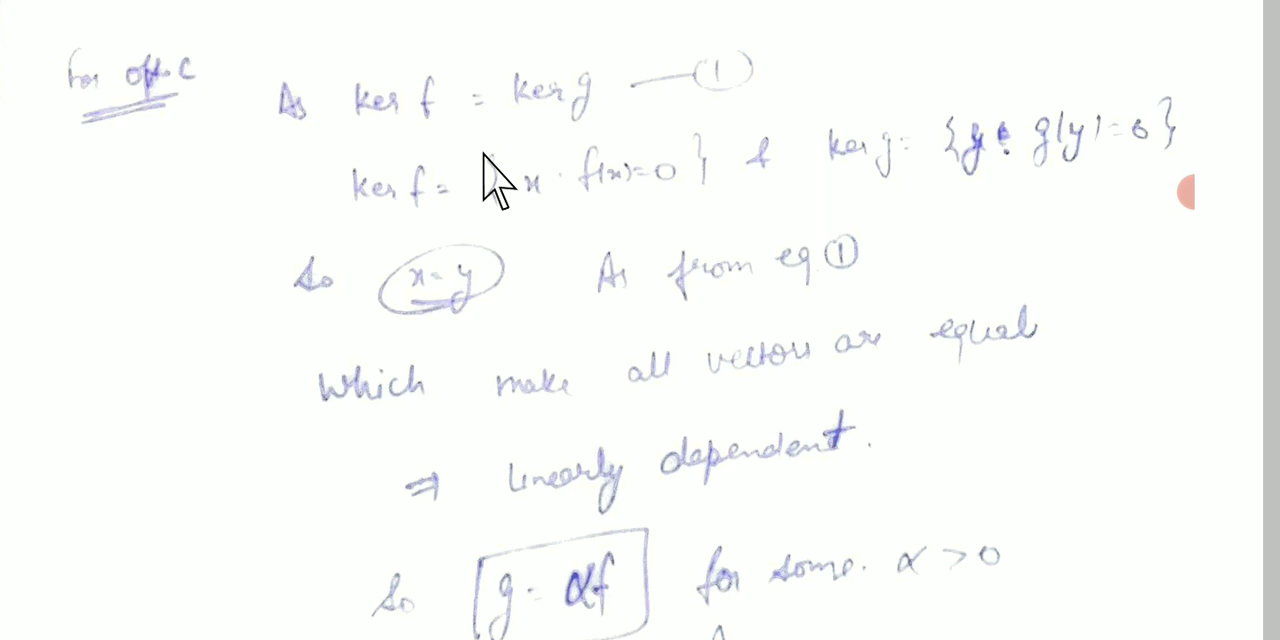 For opt. C
As ker f = ker g — ①
ker f = { x : f(x)=0 } & ker g = { y : g(y) = 0 }
So x = y As from eq ①
Which make all vectors are equal
⇒ linearly dependent.
So g = αf for some. α > 0